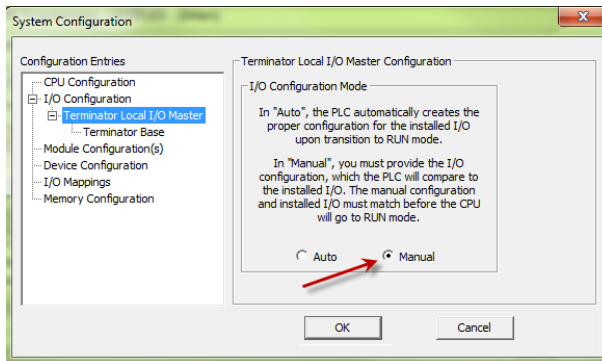 System Configuration
Configuration Entries
CPU Configuration
I/O Configuration
Terminator Local I/O Master
Terminator Base
Module Configuration(s)
Device Configuration
I/O Mappings
Memory Configuration
Terminator Local I/O Master Configuration
I/O Configuration Mode
In "Auto", the PLC automatically creates the
proper configuration for the installed I/O
upon transition to RUN mode.
In "Manual", you must provide the I/O
configuration, which the PLC will compare to
the installed I/O. The manual configuration
and installed I/O must match before the CPU
will go to RUN mode.
Auto
Manual
OK
Cancel